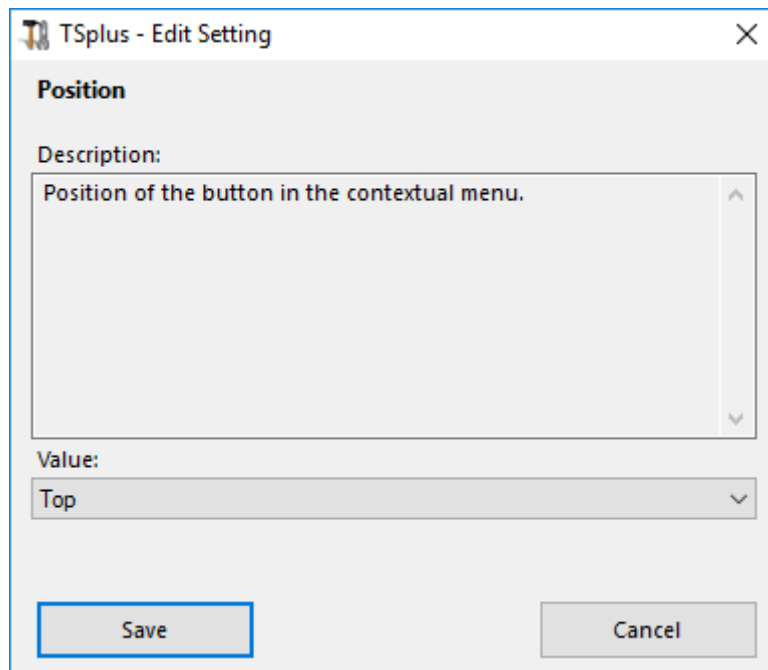 TSplus - Edit Setting
Position
Description:
Position of the button in the contextual menu.
Value:
Top
Save
Cancel